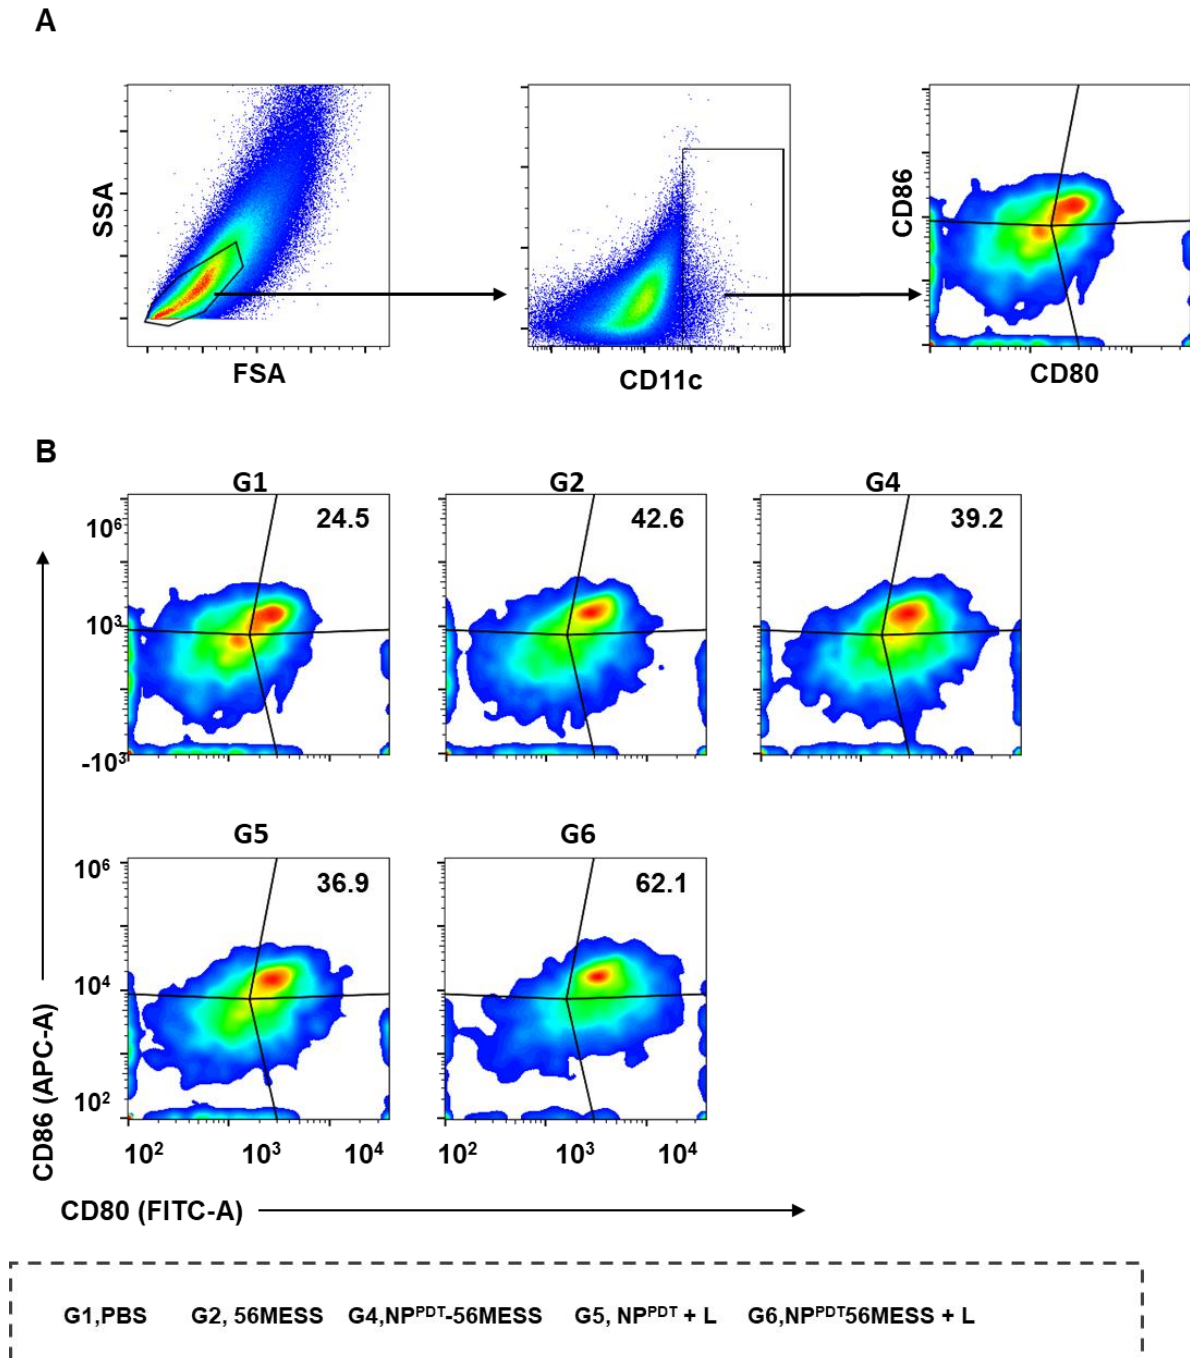 A
SSA
FSA
CD11c
CD86
CD80
B
G1
G2
G4
24.5
42.6
39.2
10⁶
10³
-10³
G5
G6
36.9
62.1
10⁶
10⁴
10²
10² 10³ 10⁴
10² 10³ 10⁴
CD86 (APC-A)
CD80 (FITC-A)
G1,PBS G2, 56MESS G4,NPᴾᴰᵀ-56MESS G5, NPᴾᴰᵀ + L G6,NPᴾᴰᵀ56MESS + L